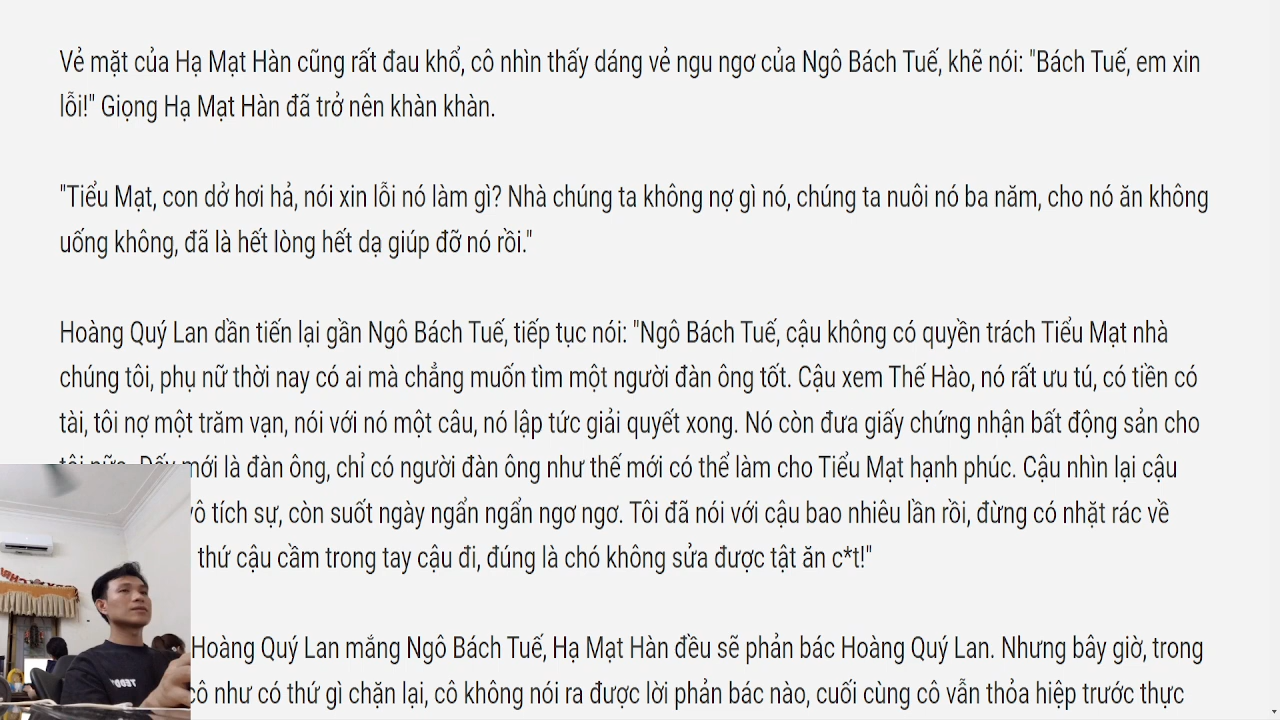 Vẻ mặt của Hạ Mạt Hàn cũng rất đau khổ, cô nhìn thấy dáng vẻ ngu ngơ của Ngô Bách Tuế, khẽ nói: "Bách Tuế, em xin
lỗi!" Giọng Hạ Mạt Hàn đã trở nên khàn khàn.
"Tiểu Mạt, con dở hơi hả, nói xin lỗi nó làm gì? Nhà chúng ta không nợ gì nó, chúng ta nuôi nó ba năm, cho nó ăn không
uống không, đã là hết lòng hết dạ giúp đỡ nó rồi."
Hoàng Quý Lan dần tiến lại gần Ngô Bách Tuế, tiếp tục nói: "Ngô Bách Tuế, cậu không có quyền trách Tiểu Mạt nhà
chúng tôi, phụ nữ thời nay có ai mà chẳng muốn tìm một người đàn ông tốt. Cậu xem Thế Hào, nó rất ưu tú, có tiền có
tài, tôi nợ một trăm vạn, nói với nó một câu, nó lập tức giải quyết xong. Nó còn đưa giấy chứng nhận bất động sản cho
tôi nữa. Đấy mới là đàn ông, chỉ có người đàn ông như thế mới có thể làm cho Tiểu Mạt hạnh phúc. Cậu nhìn lại cậu
tích sự, còn suốt ngày ngẩn ngẩn ngơ ngơ. Tôi đã nói với cậu bao nhiêu lần rồi, đừng có nhặt rác về
thứ cậu cầm trong tay cậu đi, đúng là chó không sửa được tật ăn c*t!"
Hoàng Quý Lan mắng Ngô Bách Tuế, Hạ Mạt Hàn đều sẽ phản bác Hoàng Quý Lan. Nhưng bây giờ, trong
cô như có thứ gì chặn lại, cô không nói ra được lời phản bác nào, cuối cùng cô vẫn thỏa hiệp trước thực